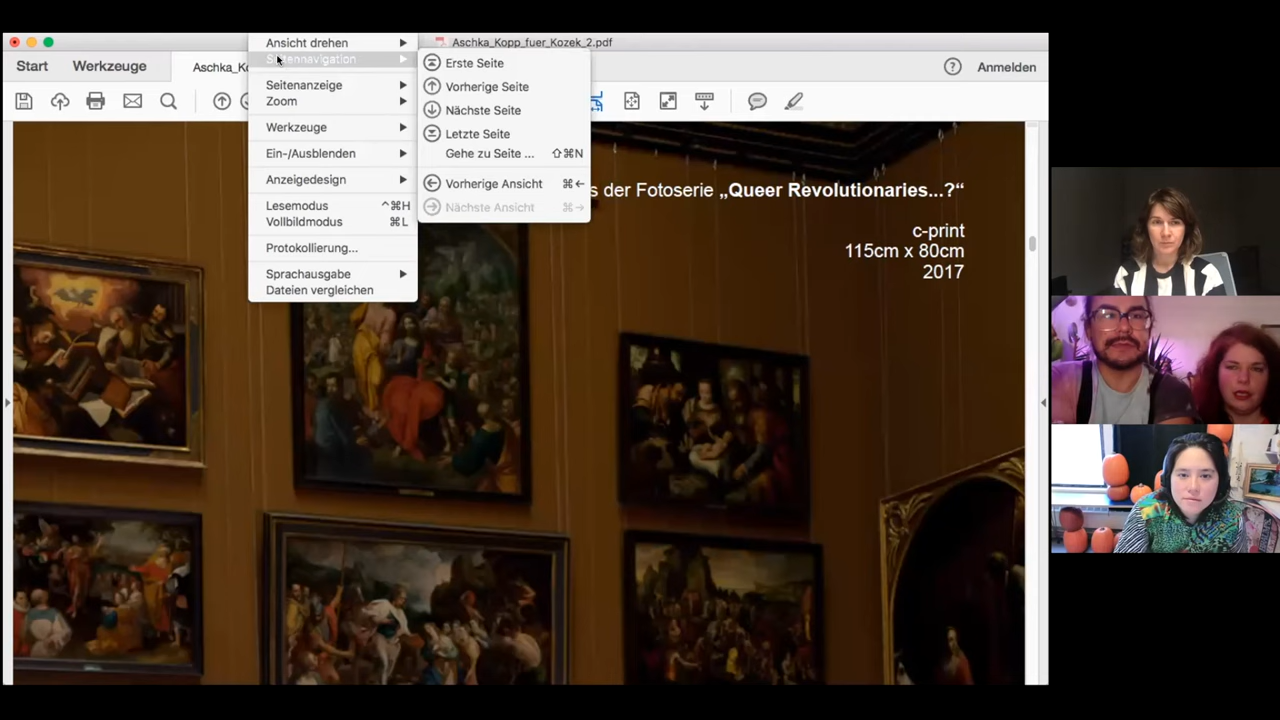 Aschka_Kopp_fuer_Kozek_2.pdf
Start
Werkzeuge
Aschka_Ko
Anmelden
Ansicht drehen
Seitennavigation
Seitenanzeige
Zoom
Werkzeuge
Ein-/Ausblenden
Anzeigedesign
Lesemodus ^⌘H
Vollbildmodus ⌘L
Protokollierung...
Sprachausgabe
Dateien vergleichen
Erste Seite
Vorherige Seite
Nächste Seite
Letzte Seite
Gehe zu Seite ... ⇧⌘N
Vorherige Ansicht ⌘←
Nächste Ansicht ⌘→
s der Fotoserie „Queer Revolutionaries...?“
c-print
115cm x 80cm
2017